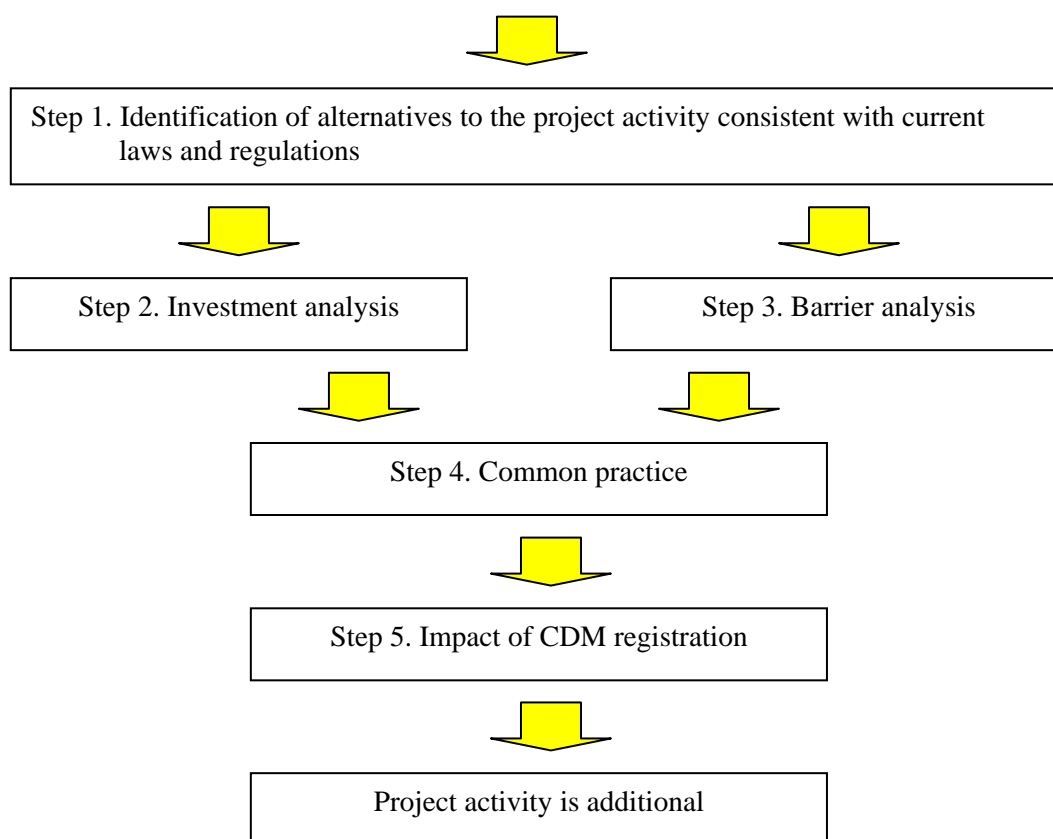 Step 1. Identification of alternatives to the project activity consistent with current
laws and regulations
Step 2. Investment analysis
Step 3. Barrier analysis
Step 4. Common practice
Step 5. Impact of CDM registration
Project activity is additional